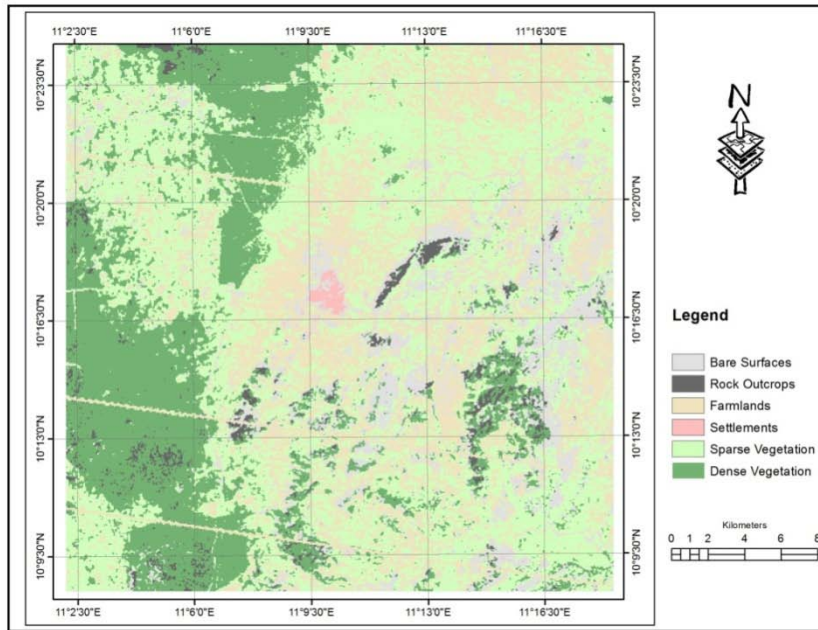 11°2'30"E 11°6'0"E 11°9'30"E 11°13'0"E 11°16'30"E
10°23'30"N 10°23'0"N
10°20'0"N 10°20'0"N
10°16'30"N 10°16'30"N
10°13'0"N 10°13'0"N
10°9'30"N 10°9'30"N
11°2'30"E 11°6'0"E 11°9'30"E 11°13'0"E 11°16'30"E
N
Legend
Bare Surfaces
Rock Outcrops
Farmlands
Settlements
Sparse Vegetation
Dense Vegetation
Kilometers
0 1 2 4 6 8